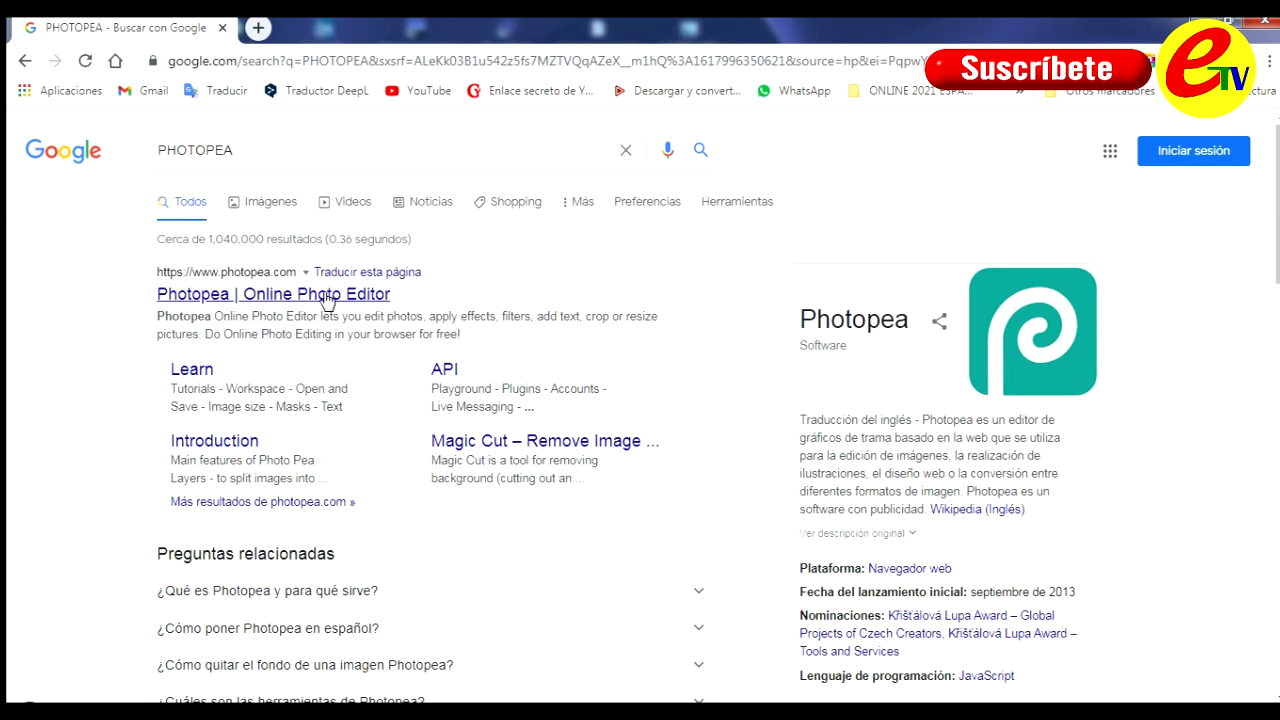 PHOTOPEA - Buscar con Google
google.com/search?q=PHOTOPEA&sxsrf=ALeKk03B1u542z5fs7MZTVQqAZeX__m1hQ%3A1617996350621&source=hp&ei=Pqpw
Suscríbete
eTV
Aplicaciones
Gmail
Traducir
Traductor DeepL
YouTube
Enlace secreto de Y...
Descargar y convert...
WhatsApp
ONLINE 2021 ESPA...
»
Otros marcadores
ectura
Google
PHOTOPEA
Iniciar sesión
Todos
Imágenes
Videos
Noticias
Shopping
Más
Preferencias
Herramientas
Cerca de 1,040,000 resultados (0.36 segundos)
https://www.photopea.com
Traducir esta página
Photopea | Online Photo Editor
Photopea Online Photo Editor lets you edit photos, apply effects, filters, add text, crop or resize
pictures. Do Online Photo Editing in your browser for free!
Learn
Tutorials - Workspace - Open and
Save - Image size - Masks - Text
API
Playground - Plugins - Accounts -
Live Messaging - ...
Introduction
Main features of Photo Pea
Layers - to split images into ...
Magic Cut – Remove Image ...
Magic Cut is a tool for removing
background (cutting out an ...
Más resultados de photopea.com »
Preguntas relacionadas
¿Qué es Photopea y para qué sirve?
¿Cómo poner Photopea en español?
¿Cómo quitar el fondo de una imagen Photopea?
¿Cuáles son las herramientas de Photopea?
Photopea
Software
Traducción del inglés - Photopea es un editor de
gráficos de trama basado en la web que se utiliza
para la edición de imágenes, la realización de
ilustraciones, el diseño web o la conversión entre
diferentes formatos de imagen. Photopea es un
software con publicidad. Wikipedia (Inglés)
Ver descripción original
Plataforma: Navegador web
Fecha del lanzamiento inicial: septiembre de 2013
Nominaciones: Křišťálová Lupa Award – Global
Projects of Czech Creators, Křišťálová Lupa Award –
Tools and Services
Lenguaje de programación: JavaScript